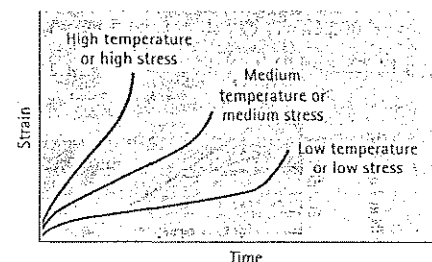 High temperature
or high stress
Medium
temperature or
medium stress
Low temperature
or low stress
Strain
Time